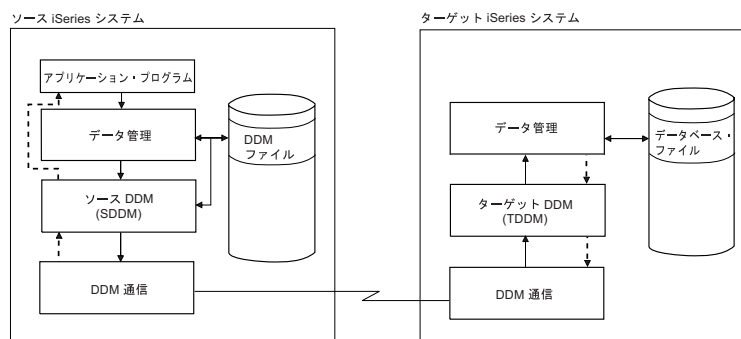 ソース iSeries システム
アプリケーション・プログラム
データ管理
DDM
ファイル
ソース DDM
(SDDM)
DDM 通信
ターゲット iSeries システム
データ管理
データベース・
ファイル
ターゲット DDM
(TDDM)
DDM 通信